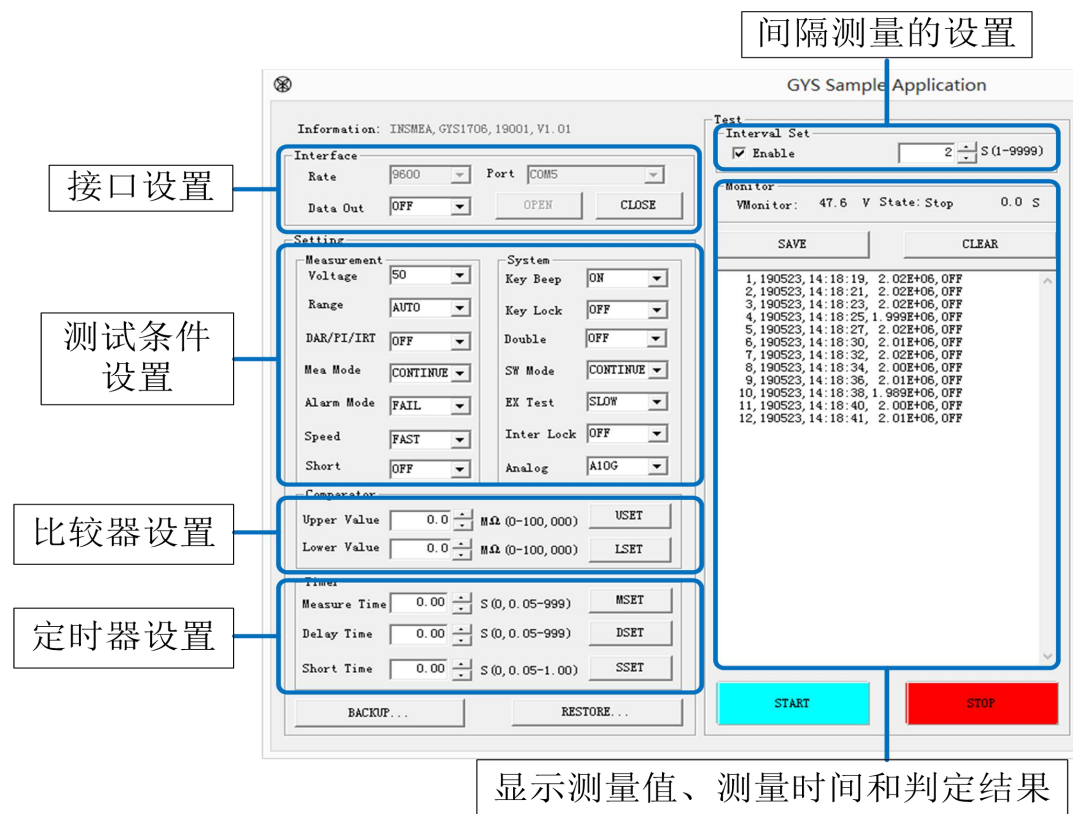 间隔测量的设置
GYS Sample Application
Information: INSMEA, GYS1706, 19001, V1.01
接口设置
Interface
Rate 9600 Port COM5
Data Out OFF OPEN CLOSE
测试条件
设置
Setting
Measurement
Voltage 50
Range AUTO
DAR/PI/IRT OFF
Mea Mode CONTINUE
Alarm Mode FAIL
Speed FAST
Short OFF
System
Key Beep ON
Key Lock OFF
Double OFF
SW Mode CONTINUE
EX Test SLOW
Inter Lock OFF
Analog A10G
比较器设置
Comparator
Upper Value 0.0 MΩ (0-100,000) USET
Lower Value 0.0 MΩ (0-100,000) LSET
定时器设置
Timer
Measure Time 0.00 S(0,0.05-999) MSET
Delay Time 0.00 S(0,0.05-999) DSET
Short Time 0.00 S(0,0.05-1.00) SSET
BACKUP... RESTORE...
Test
Interval Set
Enable 2 S(1-9999)
Monitor
VMonitor: 47.6 V State: Stop 0.0 S
SAVE CLEAR
1, 190523, 14:18:19, 2.02E+06, OFF
2, 190523, 14:18:21, 2.02E+06, OFF
3, 190523, 14:18:23, 2.02E+06, OFF
4, 190523, 14:18:25, 1.999E+06, OFF
5, 190523, 14:18:27, 2.02E+06, OFF
6, 190523, 14:18:30, 2.01E+06, OFF
7, 190523, 14:18:32, 2.02E+06, OFF
8, 190523, 14:18:34, 2.00E+06, OFF
9, 190523, 14:18:36, 2.01E+06, OFF
10, 190523, 14:18:38, 1.989E+06, OFF
11, 190523, 14:18:40, 2.00E+06, OFF
12, 190523, 14:18:41, 2.01E+06, OFF
START STOP
显示测量值、测量时间和判定结果